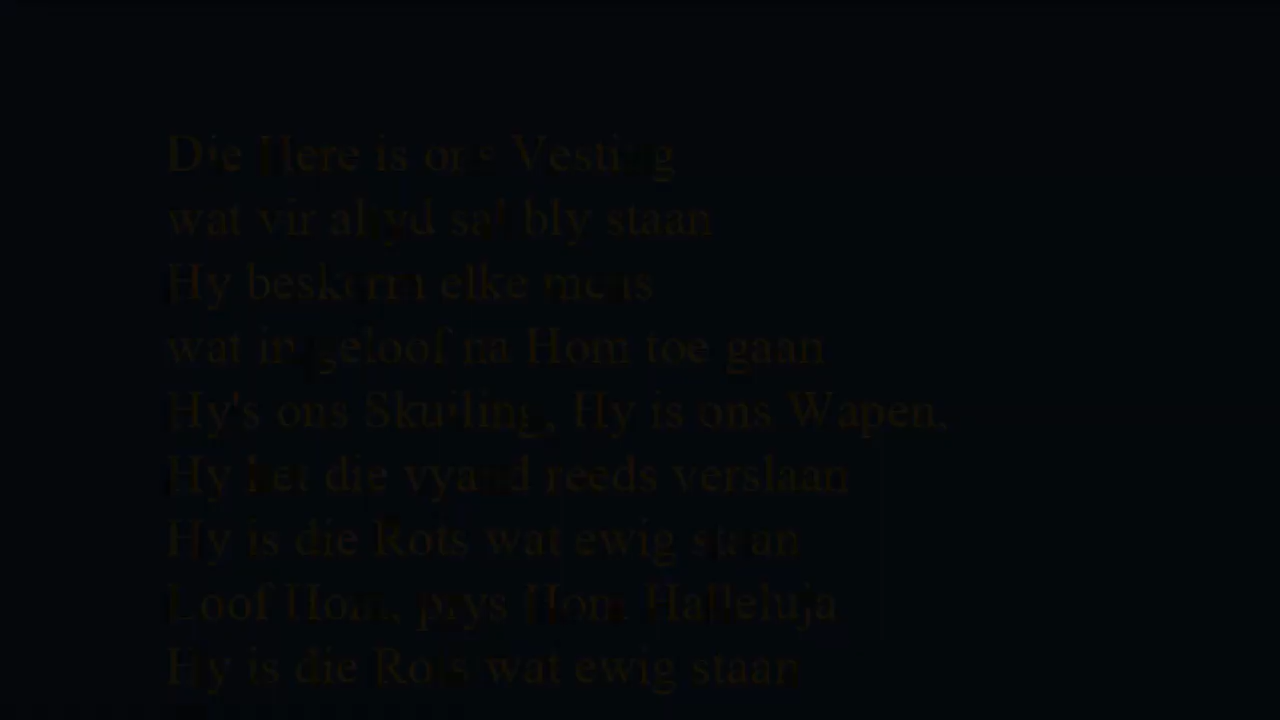 Die Here is ons Vesting
wat vir altyd sal bly staan
Hy beskerm elke mens
wat in geloof na Hom toe gaan
Hy's ons Skuiling, Hy is ons Wapen,
Hy het die vyand reeds verslaan
Hy is die Rots wat ewig staan
Loof Hom, prys Hom Halleluja
Hy is die Rots wat ewig staan